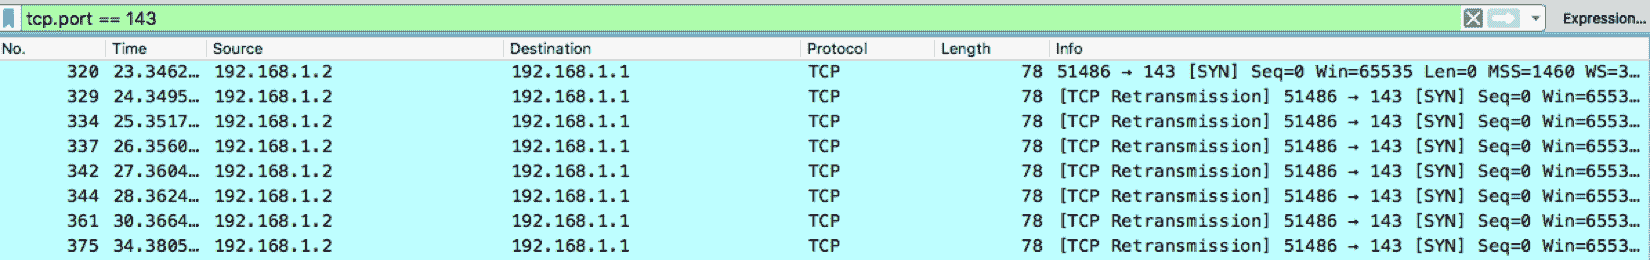 tcp.port == 143 Expression…
No. Time Source Destination Protocol Length Info
320 23.3462… 192.168.1.2 192.168.1.1 TCP 78 51486 → 143 [SYN] Seq=0 Win=65535 Len=0 MSS=1460 WS=3…
329 24.3495… 192.168.1.2 192.168.1.1 TCP 78 [TCP Retransmission] 51486 → 143 [SYN] Seq=0 Win=6553…
334 25.3517… 192.168.1.2 192.168.1.1 TCP 78 [TCP Retransmission] 51486 → 143 [SYN] Seq=0 Win=6553…
337 26.3560… 192.168.1.2 192.168.1.1 TCP 78 [TCP Retransmission] 51486 → 143 [SYN] Seq=0 Win=6553…
342 27.3604… 192.168.1.2 192.168.1.1 TCP 78 [TCP Retransmission] 51486 → 143 [SYN] Seq=0 Win=6553…
344 28.3624… 192.168.1.2 192.168.1.1 TCP 78 [TCP Retransmission] 51486 → 143 [SYN] Seq=0 Win=6553…
361 30.3664… 192.168.1.2 192.168.1.1 TCP 78 [TCP Retransmission] 51486 → 143 [SYN] Seq=0 Win=6553…
375 34.3805… 192.168.1.2 192.168.1.1 TCP 78 [TCP Retransmission] 51486 → 143 [SYN] Seq=0 Win=6553…